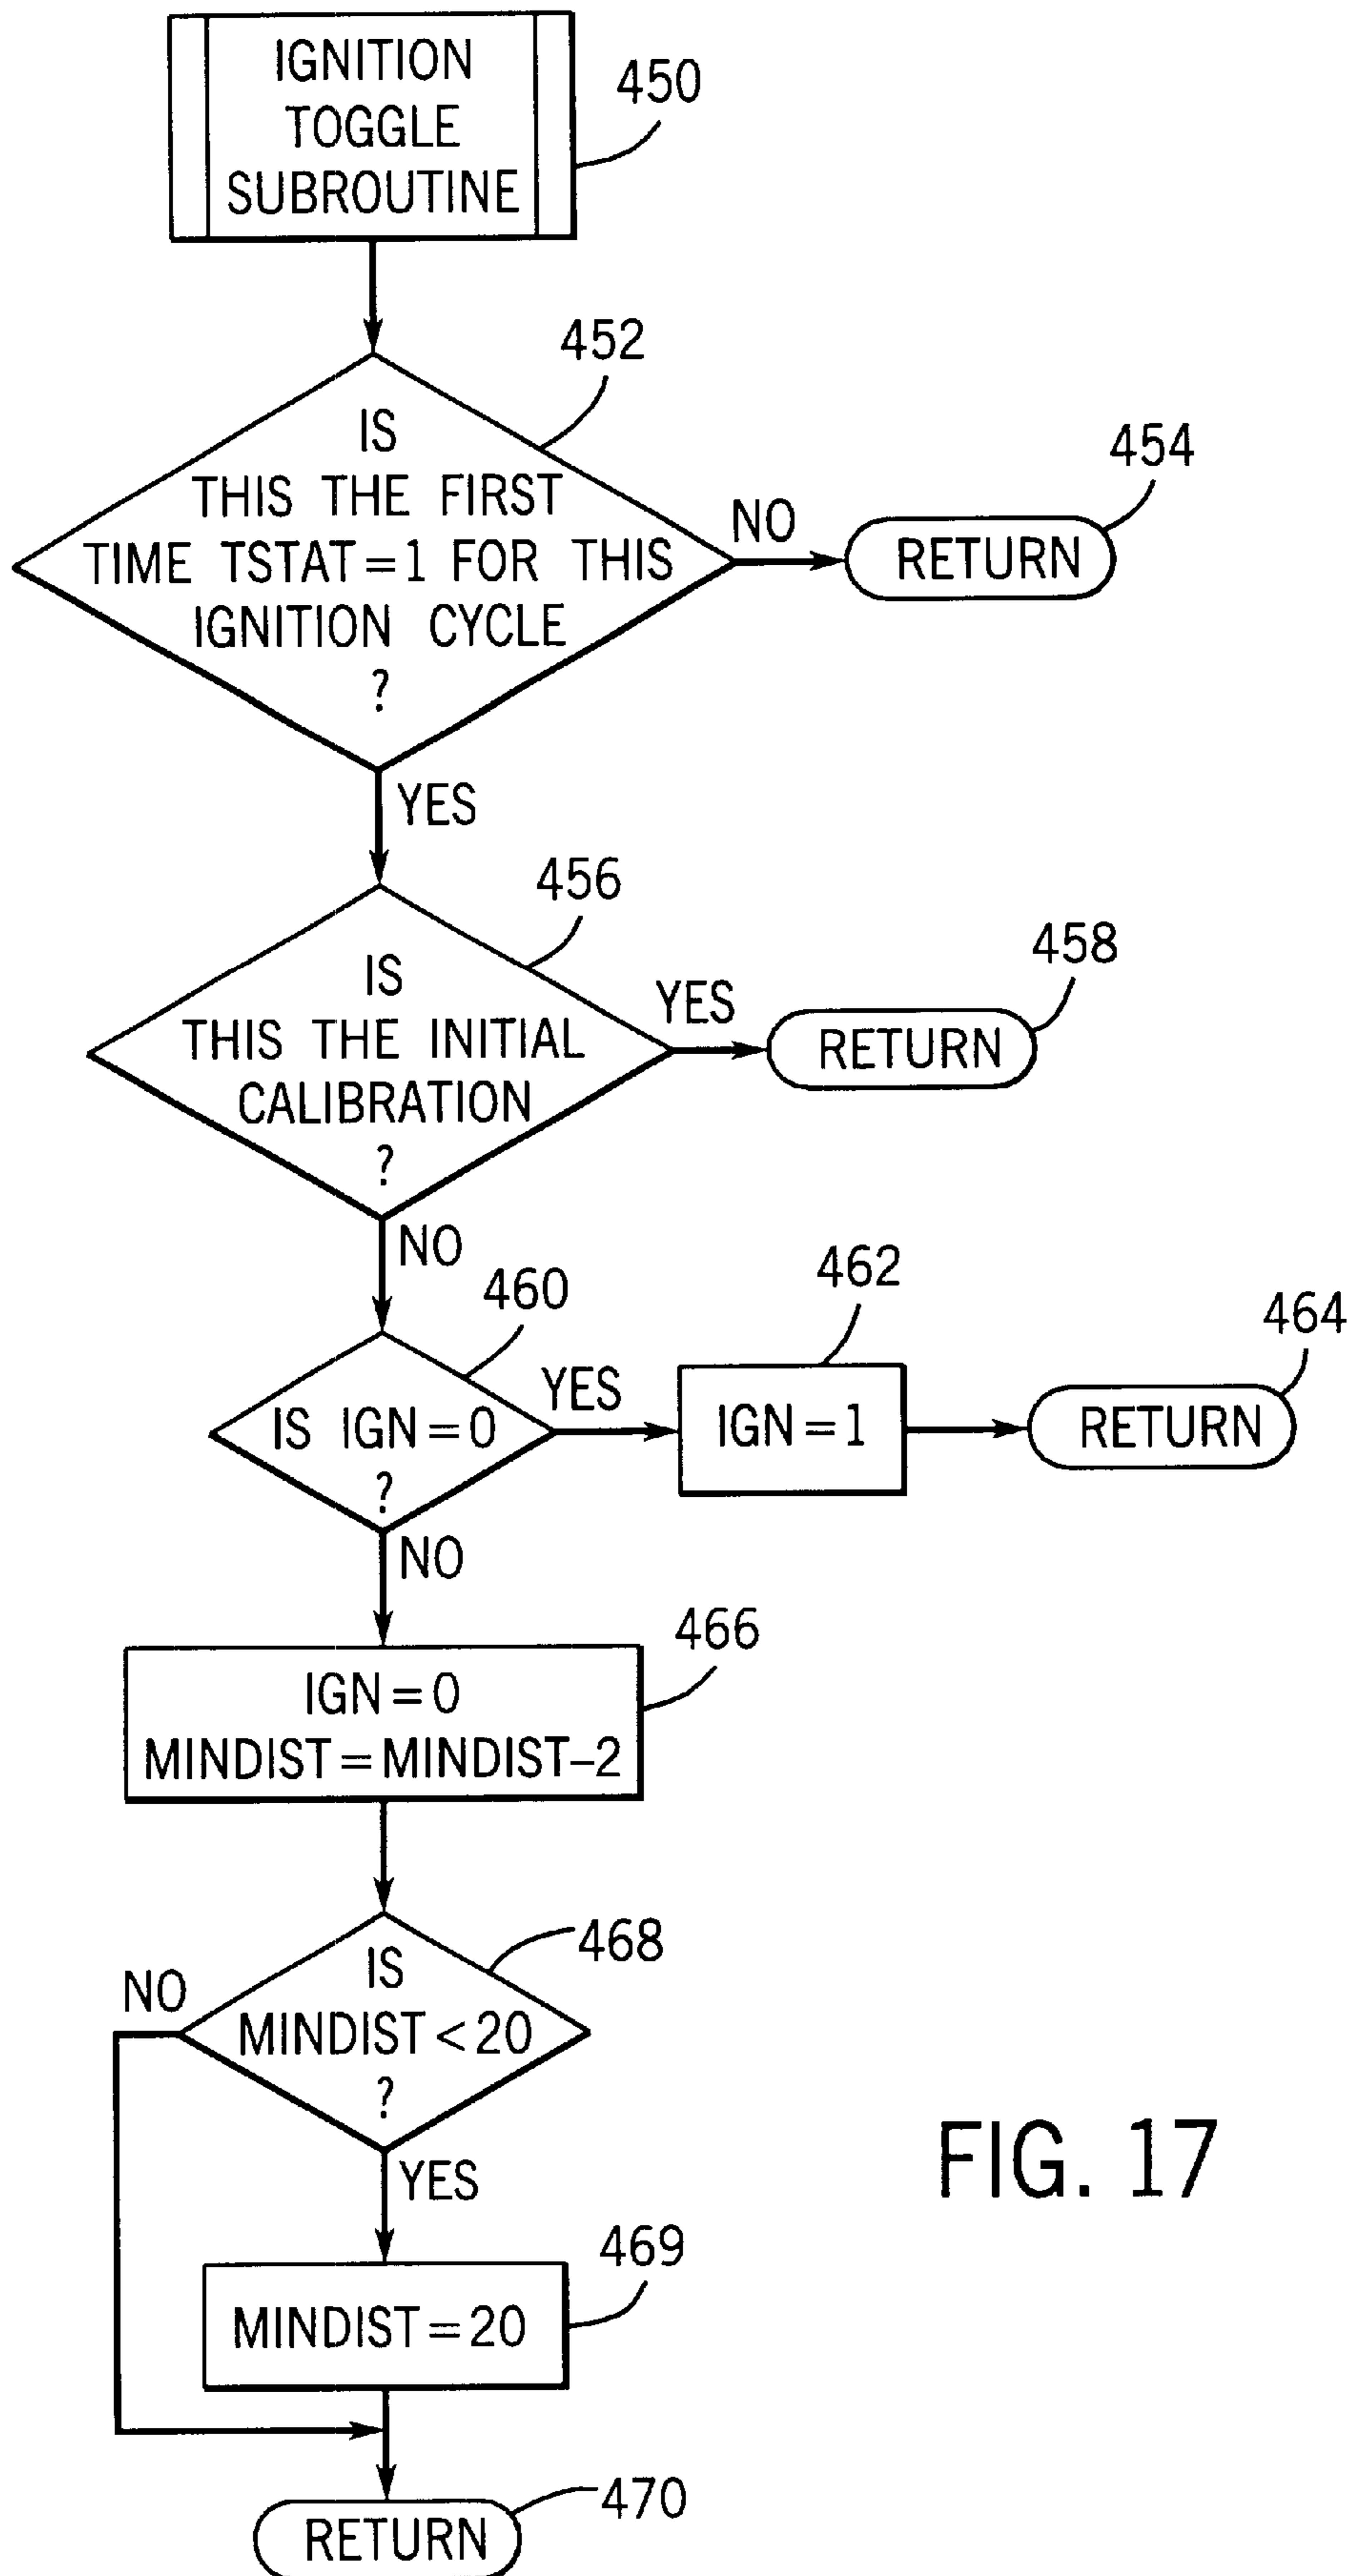 IGNITION
TOGGLE
SUBROUTINE
450
452
IS
THIS THE FIRST
TIME TSTAT=1 FOR THIS
IGNITION CYCLE
?
NO
454
RETURN
YES
456
IS
THIS THE INITIAL
CALIBRATION
?
YES
458
RETURN
NO
460
IS IGN=0
?
YES
462
IGN=1
464
RETURN
NO
466
IGN=0
MINDIST=MINDIST-2
468
IS
MINDIST<20
?
NO
YES
469
MINDIST=20
470
RETURN
FIG. 17